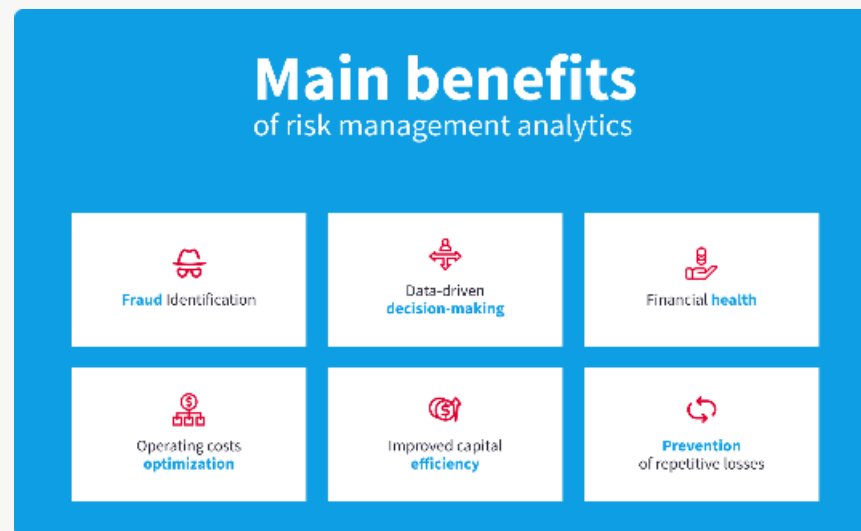 Main benefits
of risk management analytics
Fraud Identification
Data-driven
decision-making
Financial health
Operating costs
optimization
Improved capital
efficiency
Prevention
of repetitive losses